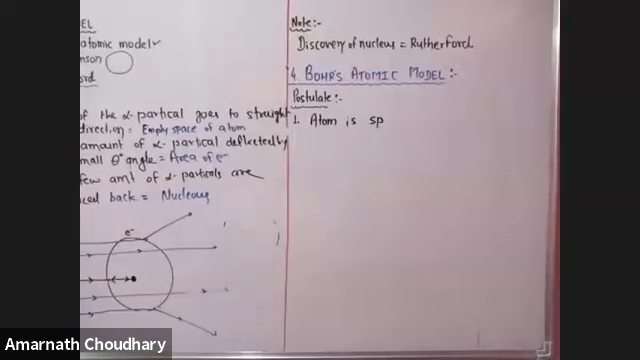 EL
atomic model
nson
ord
of the α-partical goes to straight
direction = Empty space of atom
amount of α-partical deflected by
mall θ° angle = Area of e⁻
few amt of α-particals are
ced back = Nucleous
e⁻
Note:-
Discovery of nucleus = Rutherford
4 BOHR'S ATOMIC MODEL :-
Postulate:-
1. Atom is sp
Amarnath Choudhary